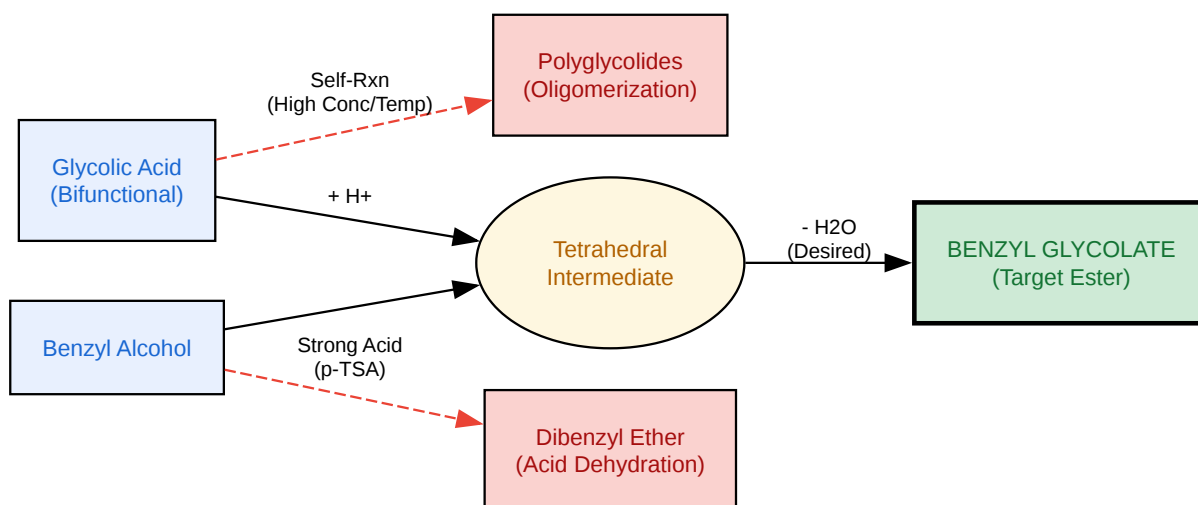 Polyglycolides
(Oligomerization)
Self-Rxn
(High Conc/Temp)
Glycolic Acid
(Bifunctional)
+ H+
Tetrahedral
Intermediate
- H2O
(Desired)
BENZYL GLYCOLATE
(Target Ester)
Benzyl Alcohol
Strong Acid
(p-TSA)
Dibenzyl Ether
(Acid Dehydration)